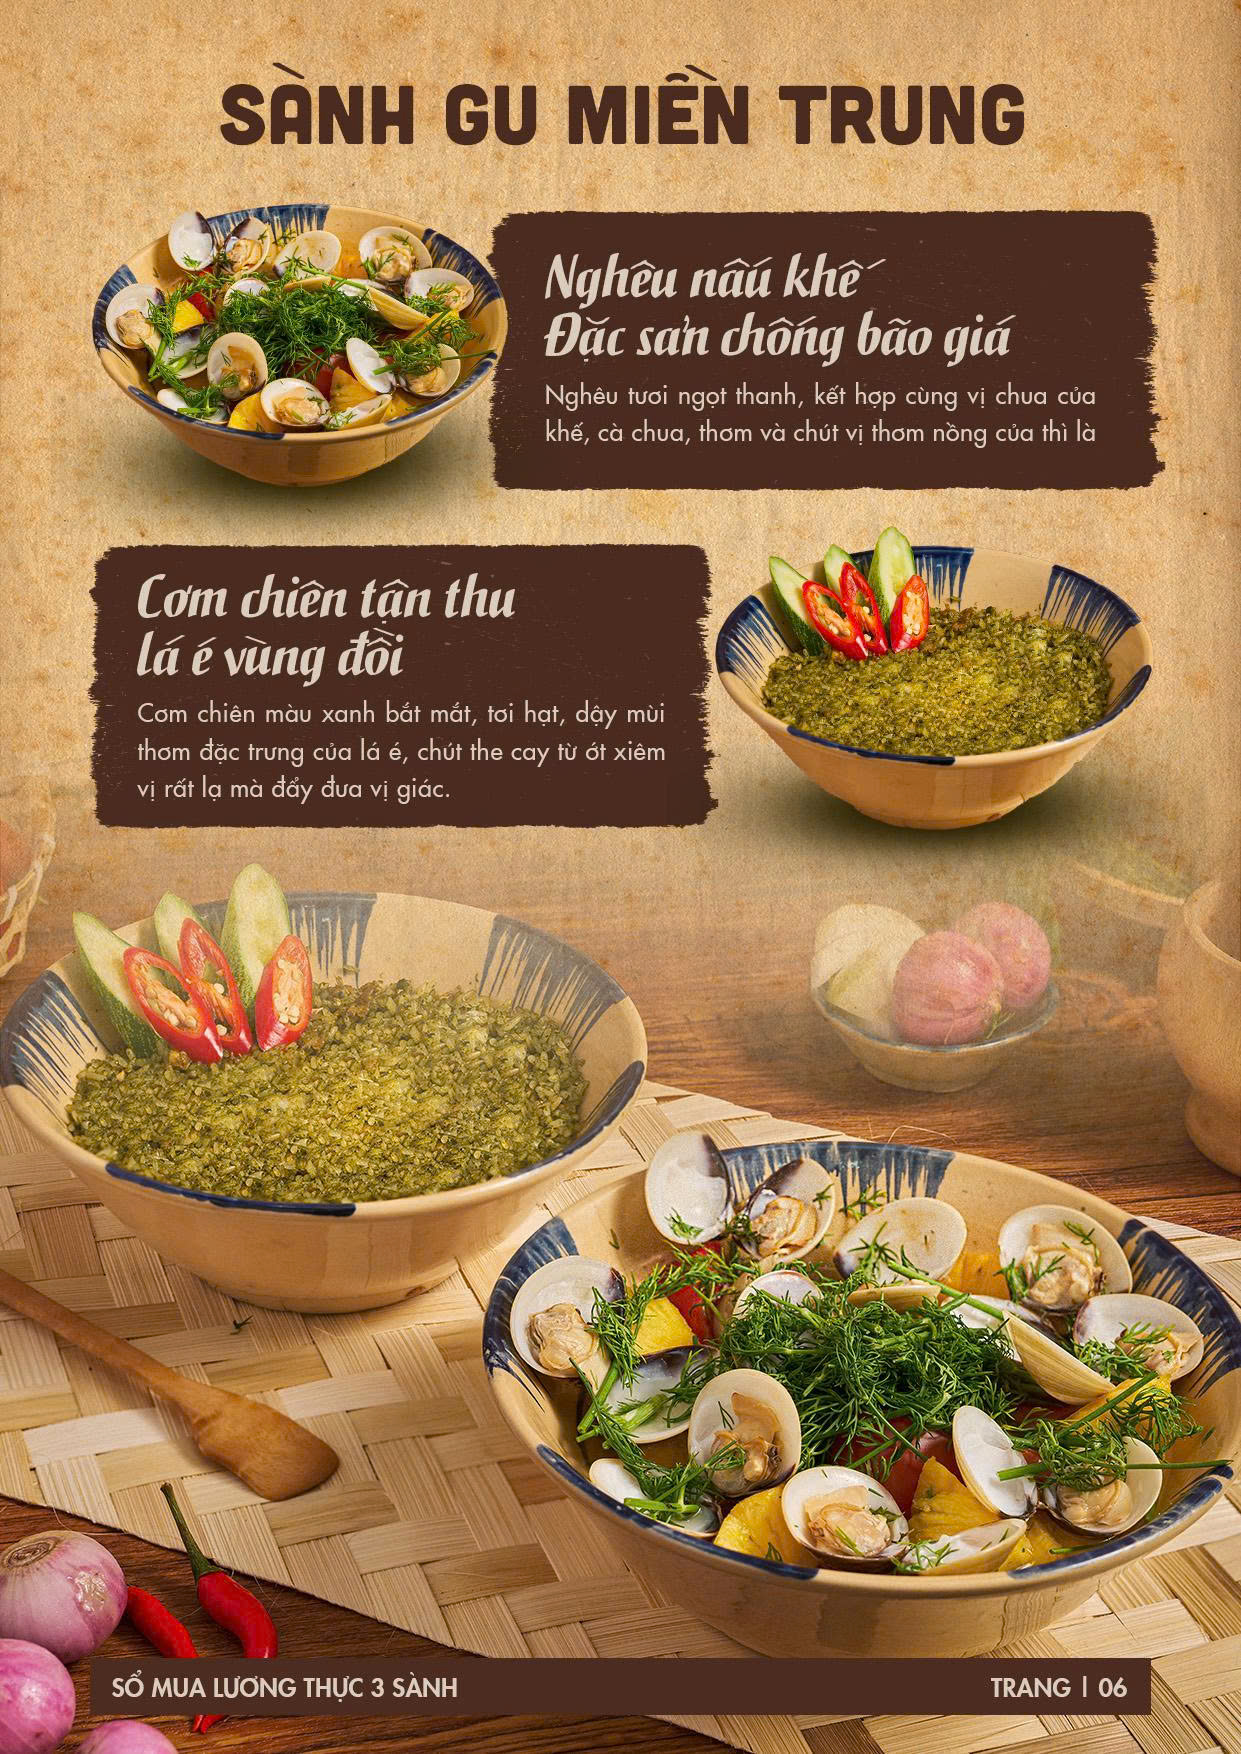 SÀNH GU MIỀN TRUNG
Nghêu nấu khế
Đặc sản chống bão giá
Nghêu tươi ngọt thanh, kết hợp cùng vị chua của
khế, cà chua, thơm và chút vị thơm nồng của thì là
Cơm chiên tận thu
lá é vùng đồi
Cơm chiên màu xanh bắt mắt, tơi hạt, dậy mùi
thơm đặc trưng của lá é, chút the cay từ ớt xiêm
vị rất lạ mà đẩy đưa vị giác.
SỔ MUA LƯƠNG THỰC 3 SÀNH
TRANG | 06